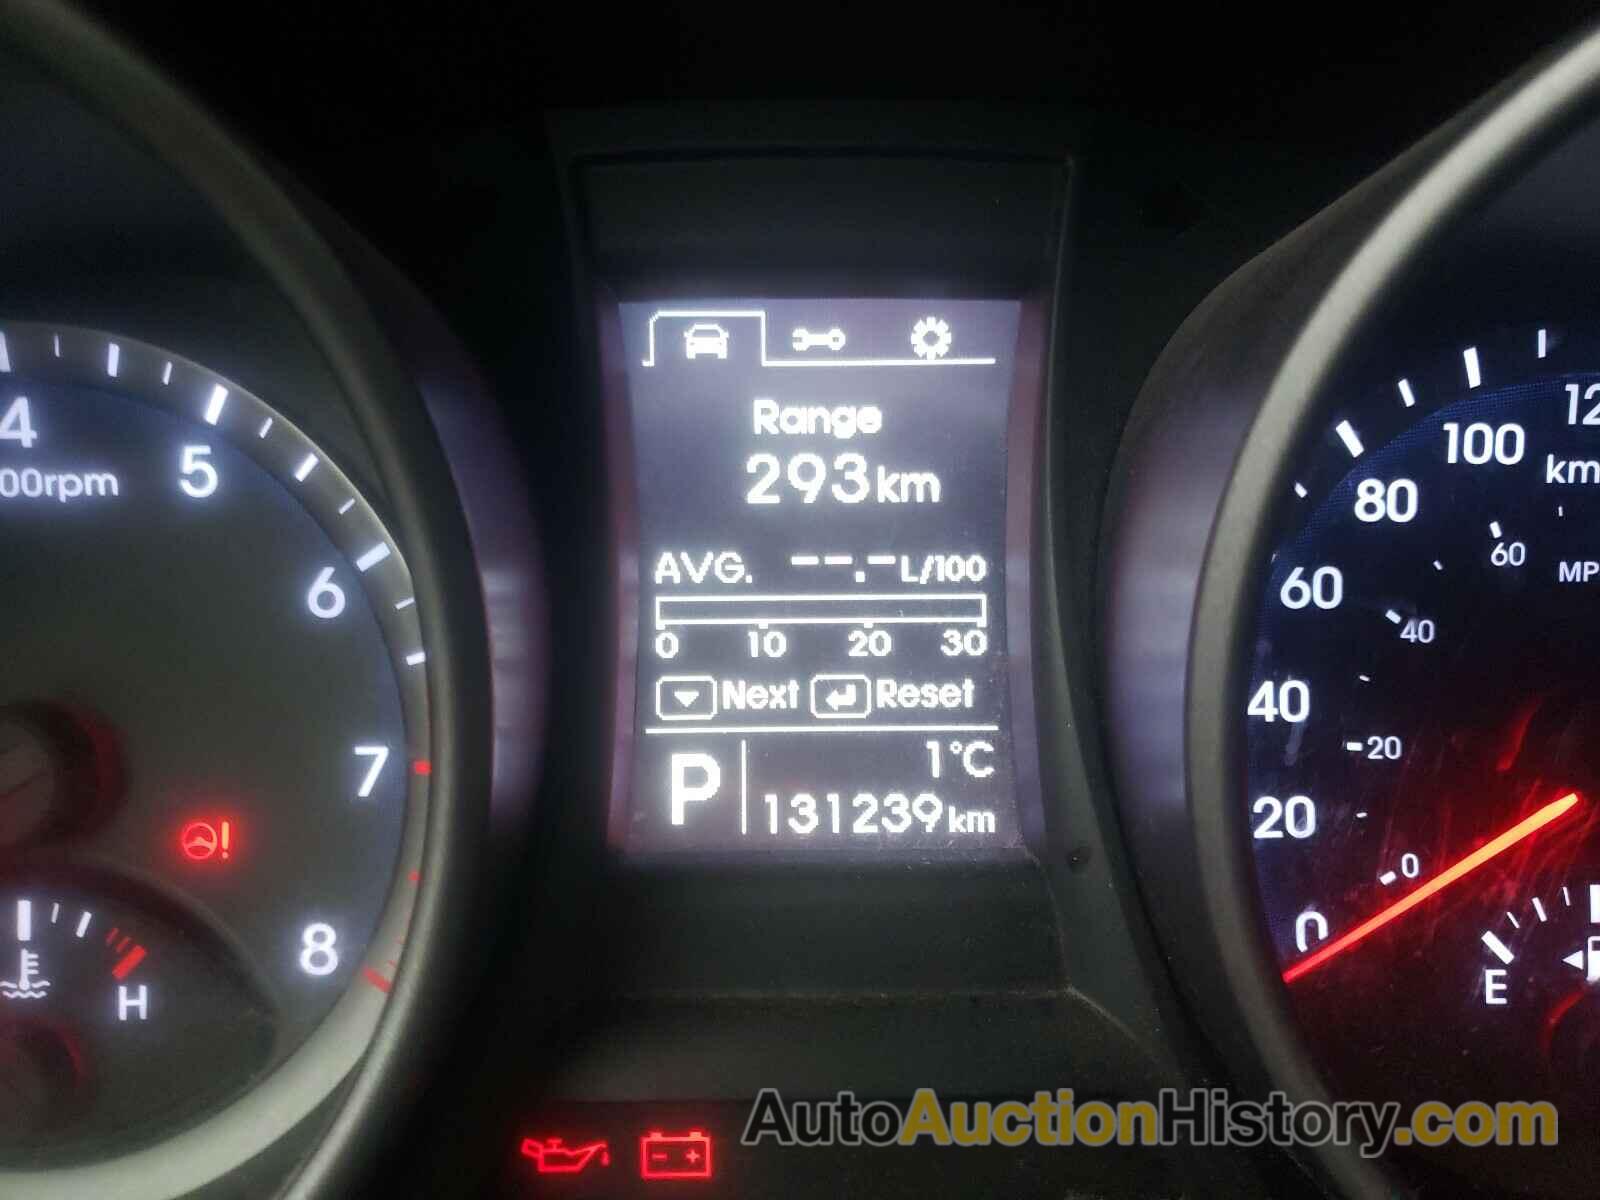 Range
293km
AVG. --.- L/100
0 10 20 30
Next Reset
P 1°C
131239km
4 5 6 7 8
00rpm
H
0 20 40 60 80 100 12
km
0 20 40 60
MP
E
AutoAuctionHistory.com